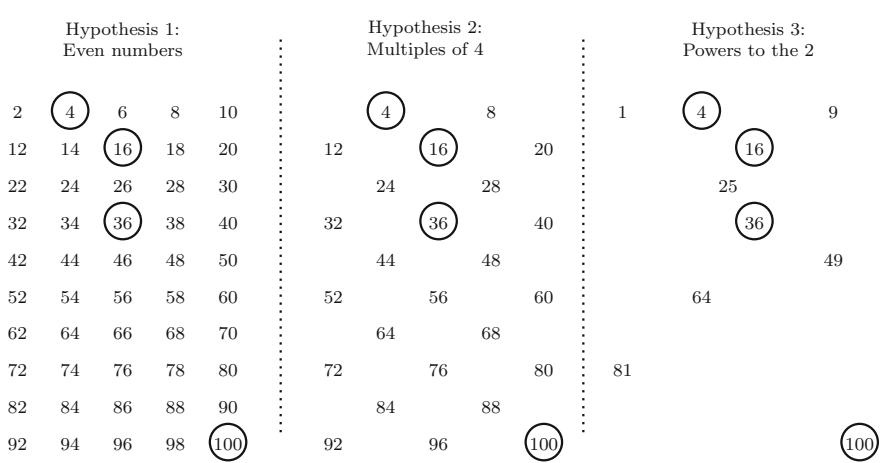 Hypothesis 1:
Even numbers
2 4 6 8 10
12 14 16 18 20
22 24 26 28 30
32 34 36 38 40
42 44 46 48 50
52 54 56 58 60
62 64 66 68 70
72 74 76 78 80
82 84 86 88 90
92 94 96 98 100
Hypothesis 2:
Multiples of 4
4 8
12 16 20
24 28
32 36 40
44 48
52 56 60
64 68
72 76 80
84 88
92 96 100
Hypothesis 3:
Powers to the 2
1 4 9
16
25
36
49
64
81
100